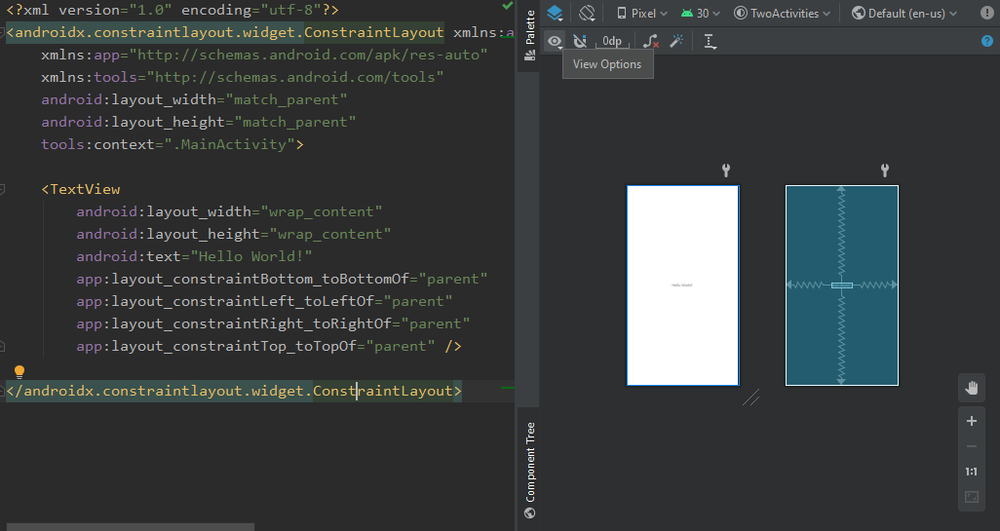 <?xml version="1.0" encoding="utf-8"?>
<androidx.constraintlayout.widget.ConstraintLayout xmlns:a
xmlns:app="http://schemas.android.com/apk/res-auto"
xmlns:tools="http://schemas.android.com/tools"
android:layout_width="match_parent"
android:layout_height="match_parent"
tools:context=".MainActivity">
<TextView
android:layout_width="wrap_content"
android:layout_height="wrap_content"
android:text="Hello World!"
app:layout_constraintBottom_toBottomOf="parent"
app:layout_constraintLeft_toLeftOf="parent"
app:layout_constraintRight_toRightOf="parent"
app:layout_constraintTop_toTopOf="parent" />
</androidx.constraintlayout.widget.ConstraintLayout>
Palette
Component Tree
Pixel 30 TwoActivities Default (en-us)
0dp
View Options
Hello World!
1:1